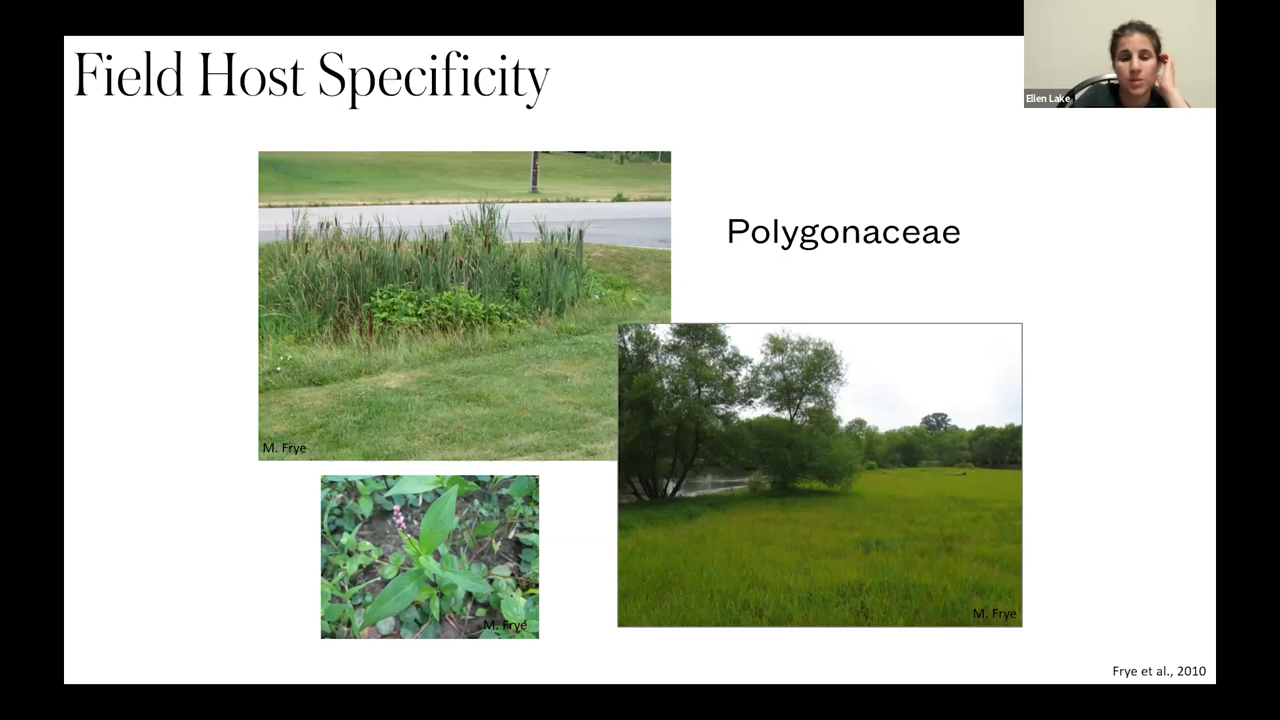 Field Host Specificity
Ellen Lake
Polygonaceae
M. Frye
M. Frye
M. Frye
Frye et al., 2010